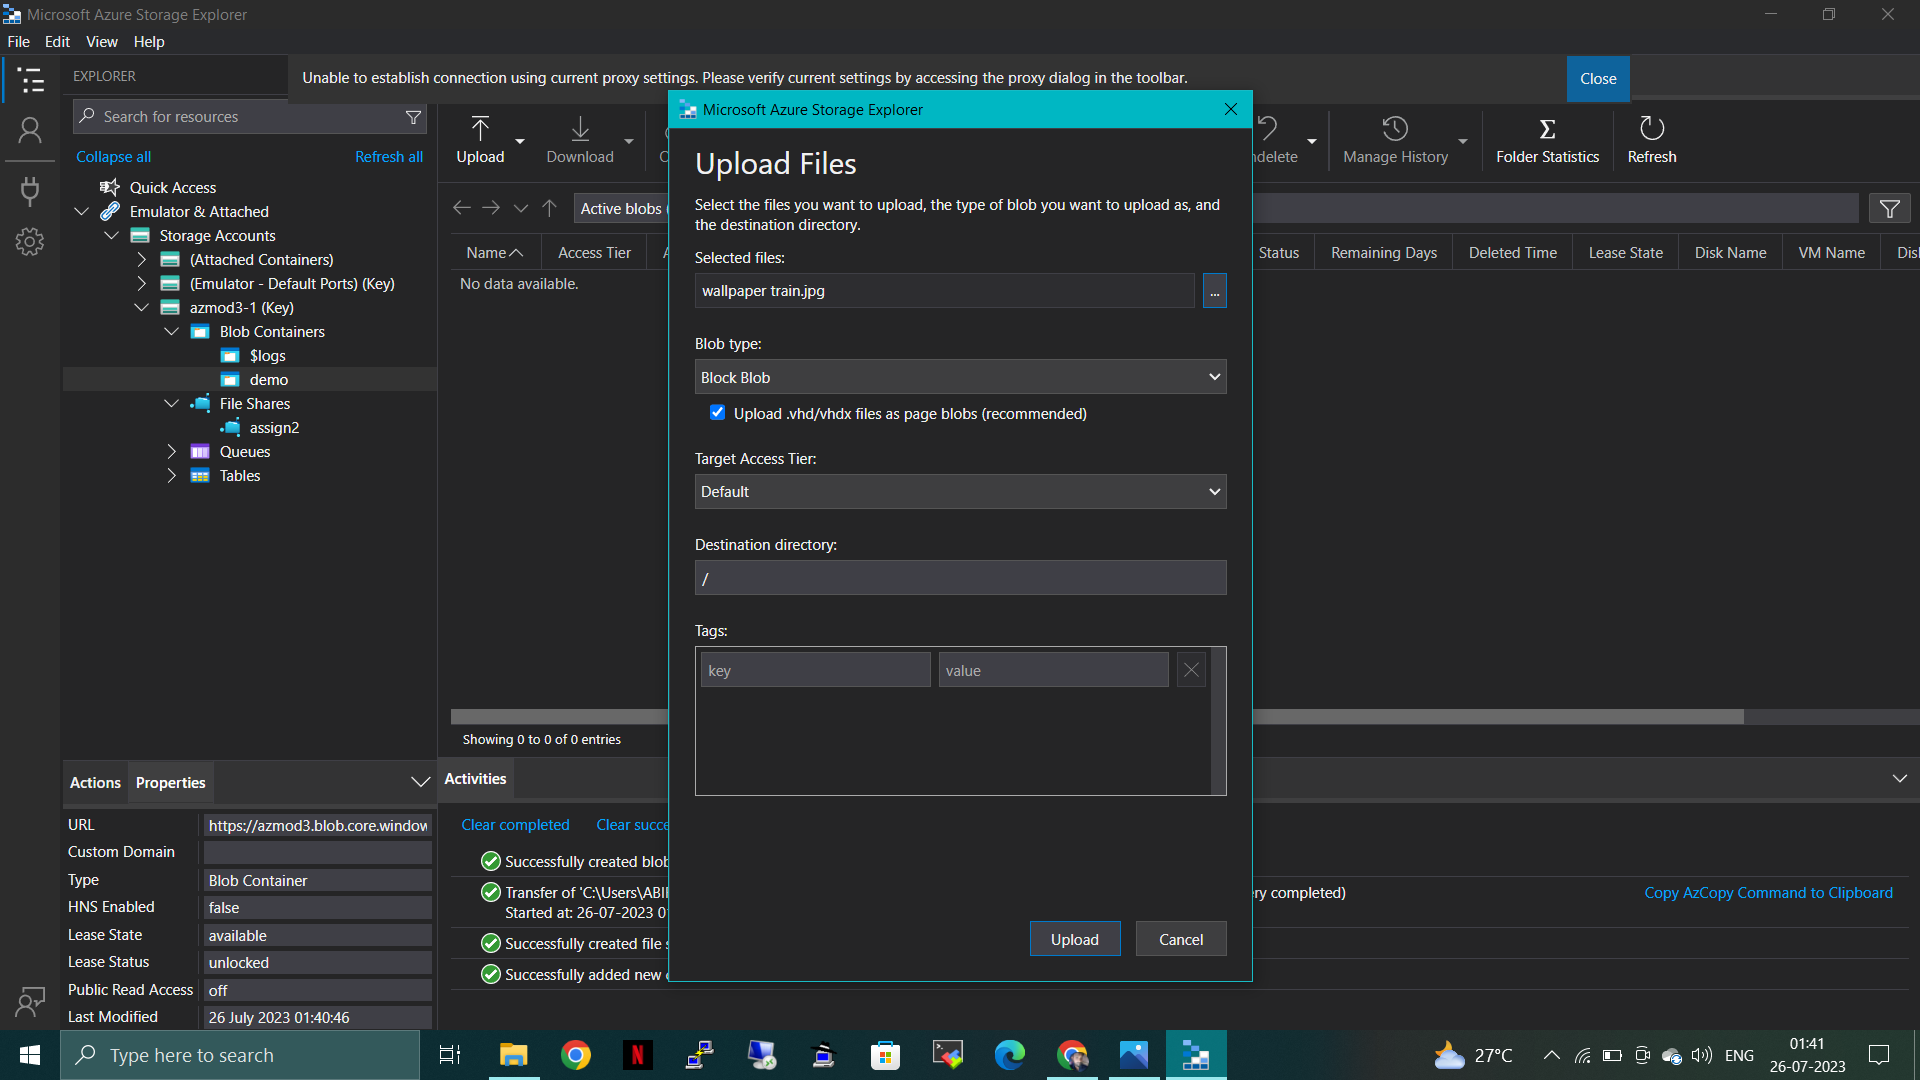 Microsoft Azure Storage Explorer
File Edit View Help
EXPLORER
Unable to establish connection using current proxy settings. Please verify current settings by accessing the proxy dialog in the toolbar.
Close
Search for resources
Collapse all
Refresh all
Quick Access
Emulator & Attached
Storage Accounts
(Attached Containers)
(Emulator - Default Ports) (Key)
azmod3-1 (Key)
Blob Containers
$logs
demo
File Shares
assign2
Queues
Tables
Upload
Download
ndelete
Manage History
Folder Statistics
Refresh
Active blobs (
Name
Access Tier
Status
Remaining Days
Deleted Time
Lease State
Disk Name
VM Name
No data available.
Showing 0 to 0 of 0 entries
Microsoft Azure Storage Explorer
Upload Files
Select the files you want to upload, the type of blob you want to upload as, and
the destination directory.
Selected files:
wallpaper train.jpg
...
Blob type:
Block Blob
Upload .vhd/vhdx files as page blobs (recommended)
Target Access Tier:
Default
Destination directory:
/
Tags:
key
value
Upload
Cancel
Actions
Properties
URL https://azmod3.blob.core.window
Custom Domain
Type Blob Container
HNS Enabled false
Lease State available
Lease Status unlocked
Public Read Access off
Last Modified 26 July 2023 01:40:46
Activities
Clear completed
Clear succe
Successfully created blob
Transfer of 'C:\Users\ABI
ry completed)
Copy AzCopy Command to Clipboard
Started at: 26-07-2023 0
Successfully created file s
Successfully added new
Type here to search
27°C
ENG
01:41
26-07-2023